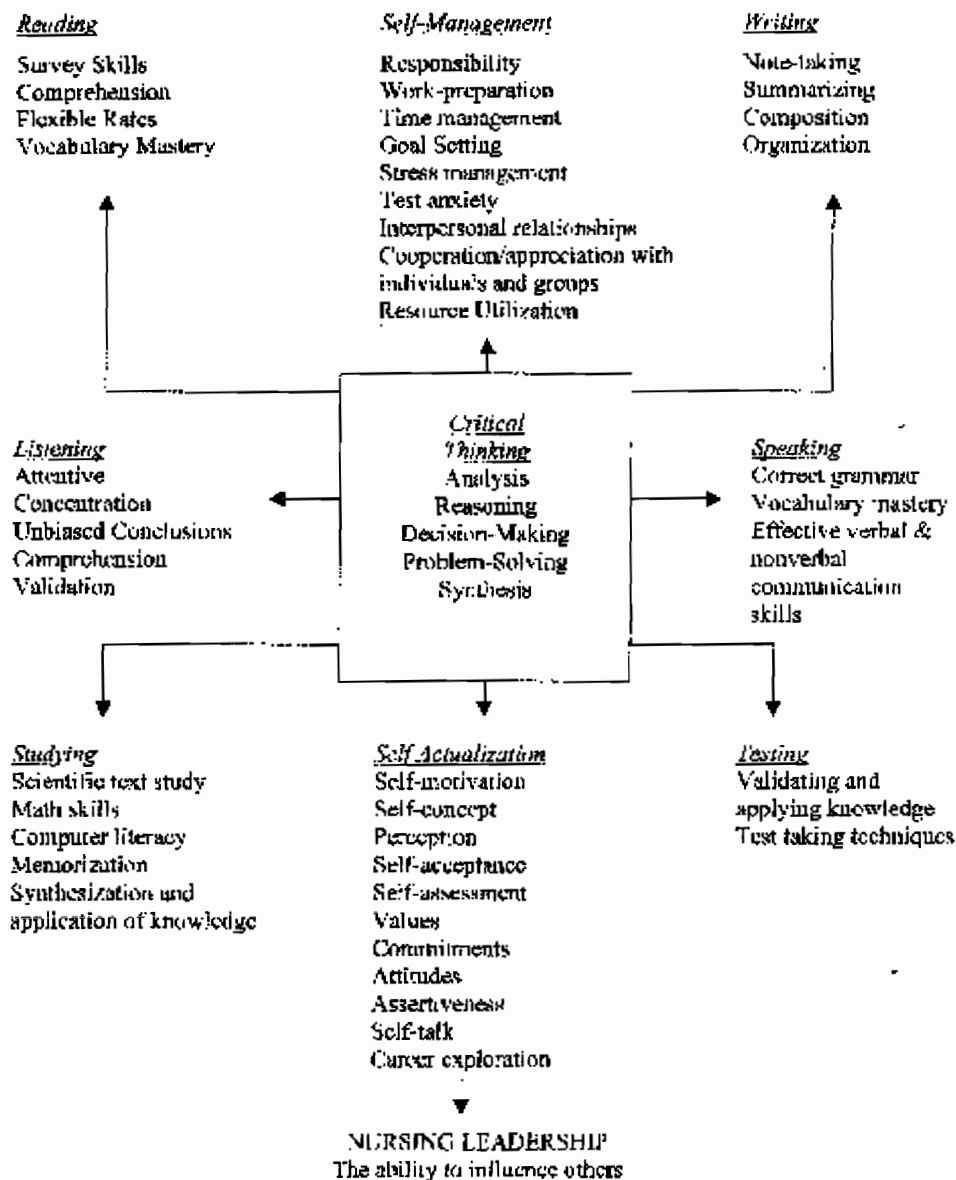 Reading
Survey Skills
Comprehension
Flexible Rates
Vocabulary Mastery
Self-Management
Responsibility
Work-preparation
Time management
Goal Setting
Stress management
Test anxiety
Interpersonal relationships
Cooperation/appreciation with
individuals and groups
Resource Utilization
Writing
Note-taking
Summarizing
Composition
Organization
Listening
Attentive
Concentration
Unbiased Conclusions
Comprehension
Validation
Critical
Thinking
Analysis
Reasoning
Decision-Making
Problem-Solving
Synthesis
Speaking
Correct grammar
Vocabulary mastery
Effective verbal &
nonverbal
communication
skills
Studying
Scientific text study
Math skills
Computer literacy
Memorization
Synthesization and
application of knowledge
Self Actualization
Self-motivation
Self-concept
Perception
Self-acceptance
Self-assessment
Values
Commitments
Attitudes
Assertiveness
Self-talk
Career exploration
Testing
Validating and
applying knowledge
Test taking techniques
NURSING LEADERSHIP
The ability to influence others